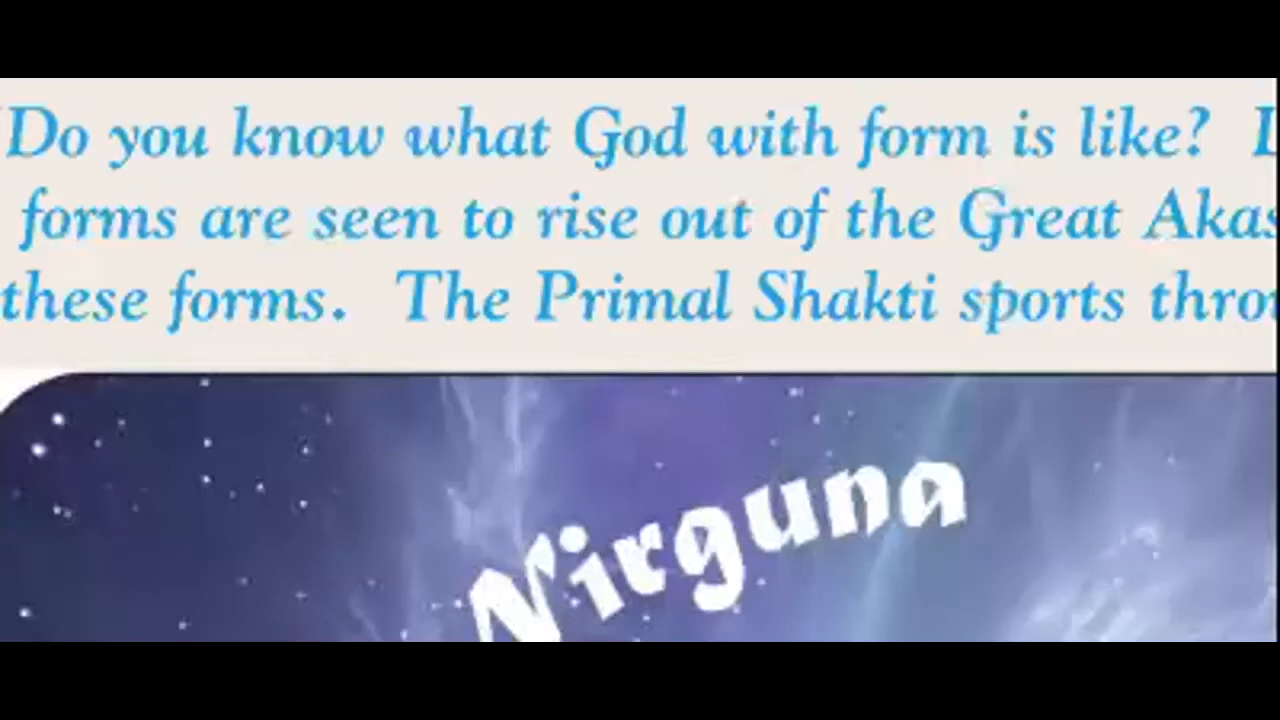 Do you know what God with form is like?
forms are seen to rise out of the Great
these forms. The Primal Shakti sports
Nirguna